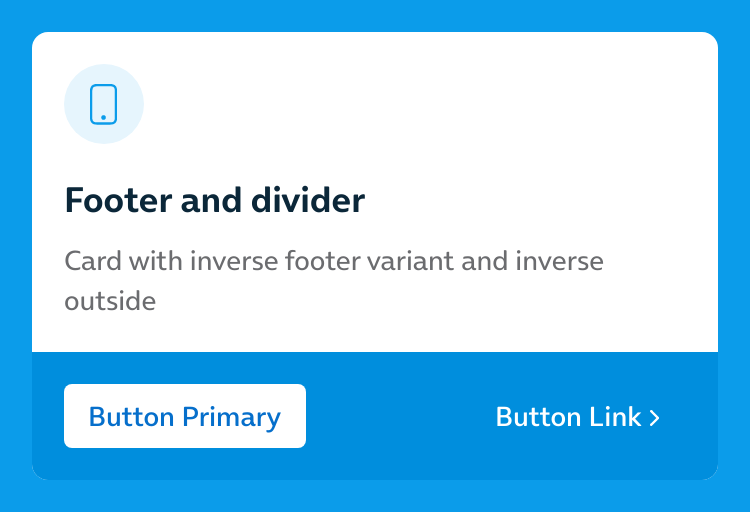 Footer and divider
Card with inverse footer variant and inverse
outside
Button Primary
Button Link